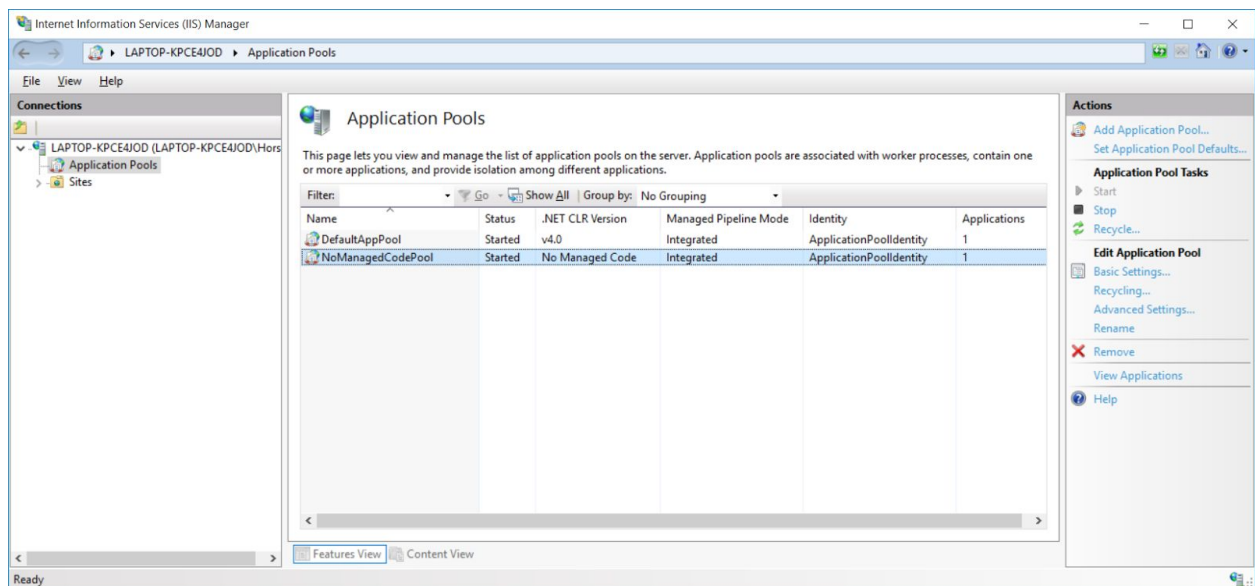 Internet Information Services (IIS) Manager
LAPTOP-KPCE4JOD Application Pools
File View Help
Connections
LAPTOP-KPCE4JOD (LAPTOP-KPCE4JOD\Hors
Application Pools
Sites
Application Pools
This page lets you view and manage the list of application pools on the server. Application pools are associated with worker processes, contain one
or more applications, and provide isolation among different applications.
Filter: Go Show All Group by: No Grouping
Name Status .NET CLR Version Managed Pipeline Mode Identity Applications
DefaultAppPool Started v4.0 Integrated ApplicationPoolIdentity 1
NoManagedCodePool Started No Managed Code Integrated ApplicationPoolIdentity 1
Features View Content View
Actions
Add Application Pool...
Set Application Pool Defaults...
Application Pool Tasks
Start
Stop
Recycle...
Edit Application Pool
Basic Settings...
Recycling...
Advanced Settings...
Rename
Remove
View Applications
Help
Ready